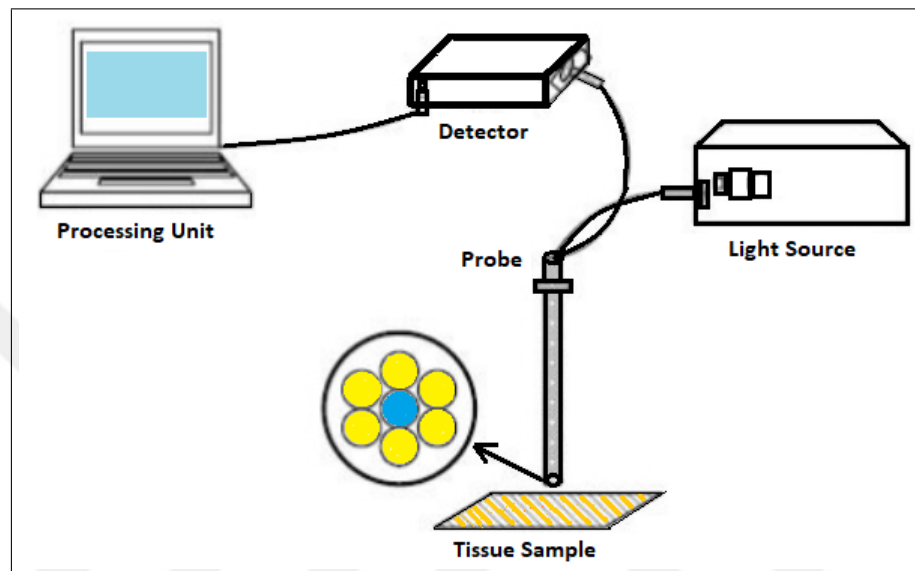 Detector
Processing Unit
Probe
Light Source
Tissue Sample